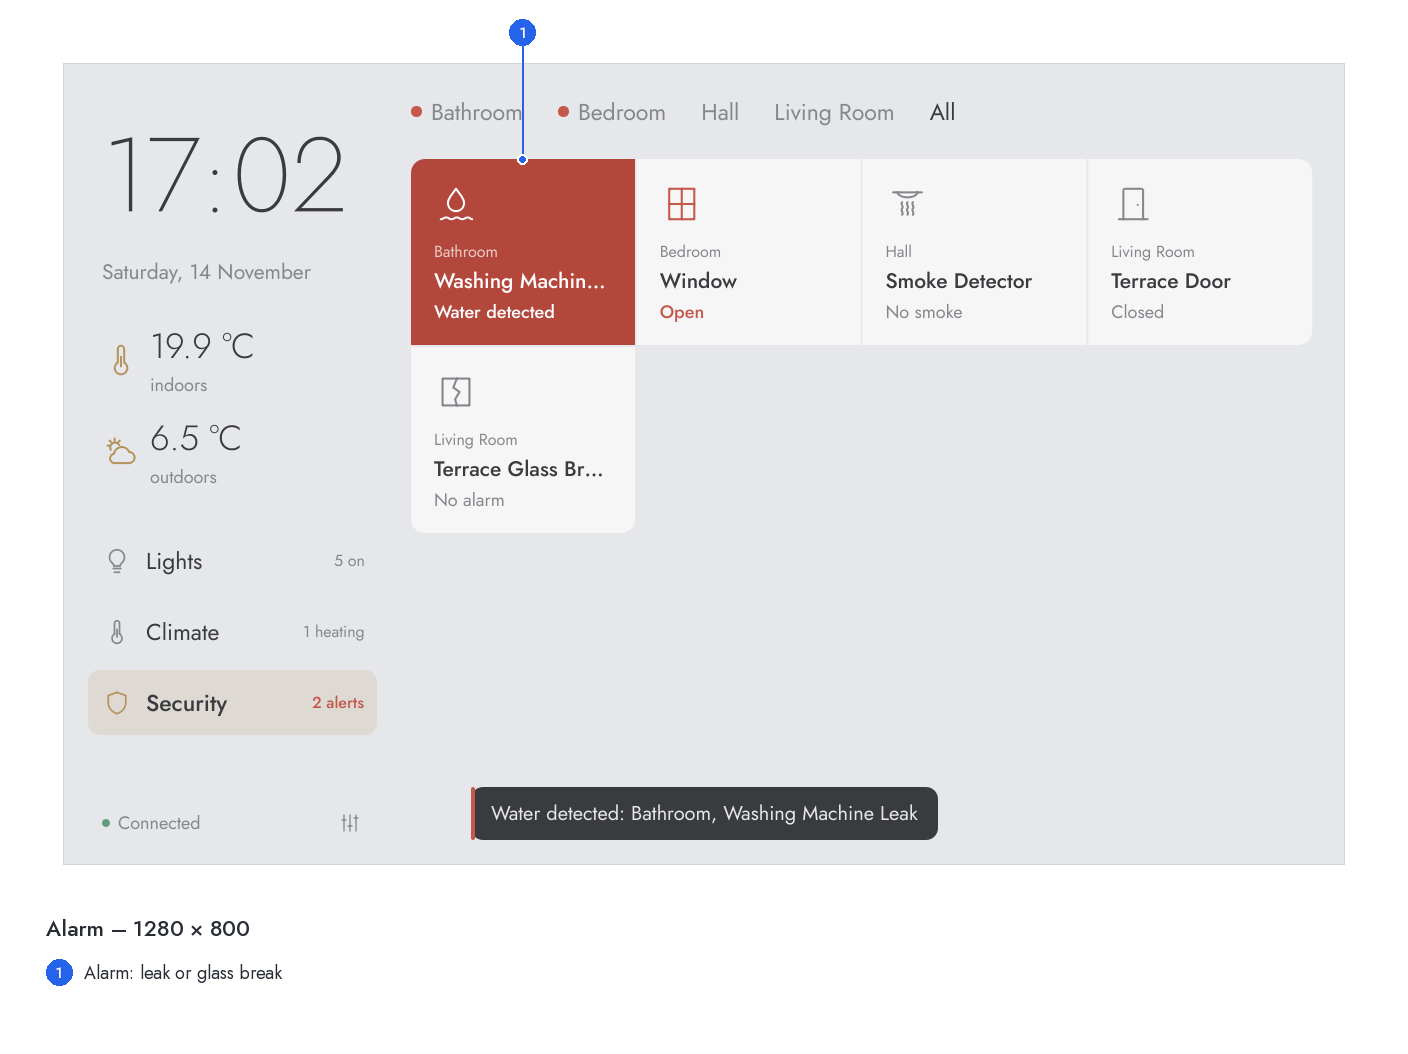 1
Bathroom Bedroom Hall Living Room All
17:02
Saturday, 14 November
19.9 °C
indoors
6.5 °C
outdoors
Lights 5 on
Climate 1 heating
Security 2 alerts
Connected
Bathroom
Washing Machin...
Water detected
Bedroom
Window
Open
Hall
Smoke Detector
No smoke
Living Room
Terrace Door
Closed
Living Room
Terrace Glass Br...
No alarm
Water detected: Bathroom, Washing Machine Leak
Alarm – 1280 × 800
1 Alarm: leak or glass break